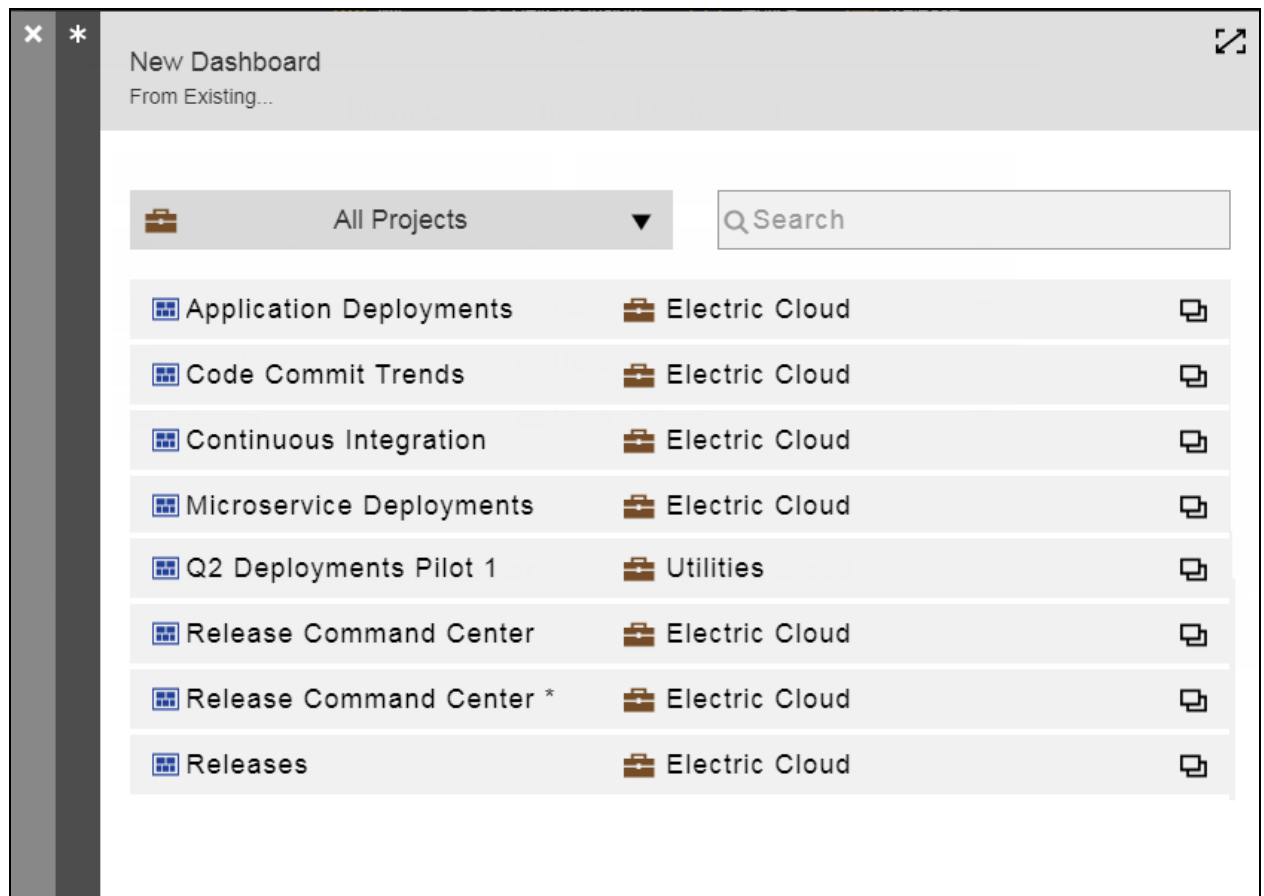 New Dashboard
From Existing...
All Projects
Search
Application Deployments Electric Cloud
Code Commit Trends Electric Cloud
Continuous Integration Electric Cloud
Microservice Deployments Electric Cloud
Q2 Deployments Pilot 1 Utilities
Release Command Center Electric Cloud
Release Command Center * Electric Cloud
Releases Electric Cloud